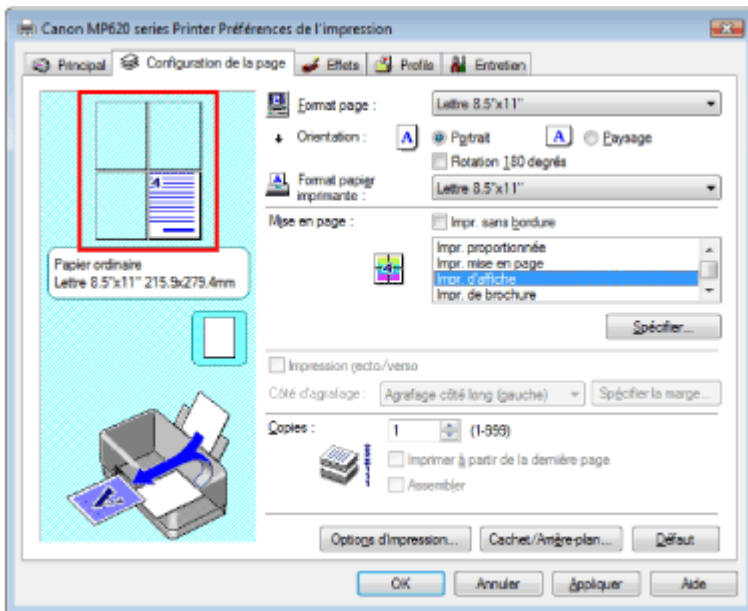 Canon MP620 series Printer Préférences de l'impression
Principal Configuration de la page Effets Profils Entretien
Format page : Lettre 8.5"x11"
Orientation : A Portrait A Paysage
Rotation 180 degrés
Format papier imprimante : Lettre 8.5"x11"
Mise en page : Impr. sans bordure
Impr. proportionnée
Impr. mise en page
Impr. d'affiche
Impr. de brochure
4
Papier ordinaire
Lettre 8.5"x11" 215.9x279.4mm
Spécifier...
Impression recto/verso
Côté d'agrafage : Agrafage côté long (gauche) Spécifier la marge...
Copies : 1 (1-999)
Imprimer à partir de la dernière page
Assembler
Options d'impression... Cachet/Arrière-plan... Défaut
OK Annuler Appliquer Aide